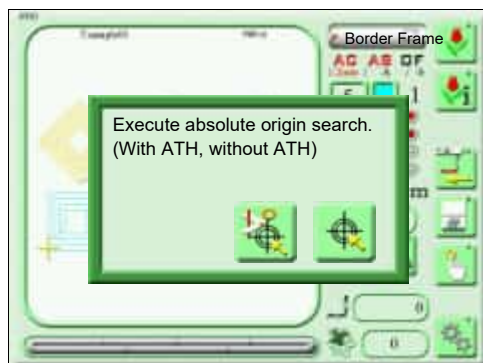 Border Frame
AC AS OF
Execute absolute origin search.
(With ATH, without ATH)
0
0